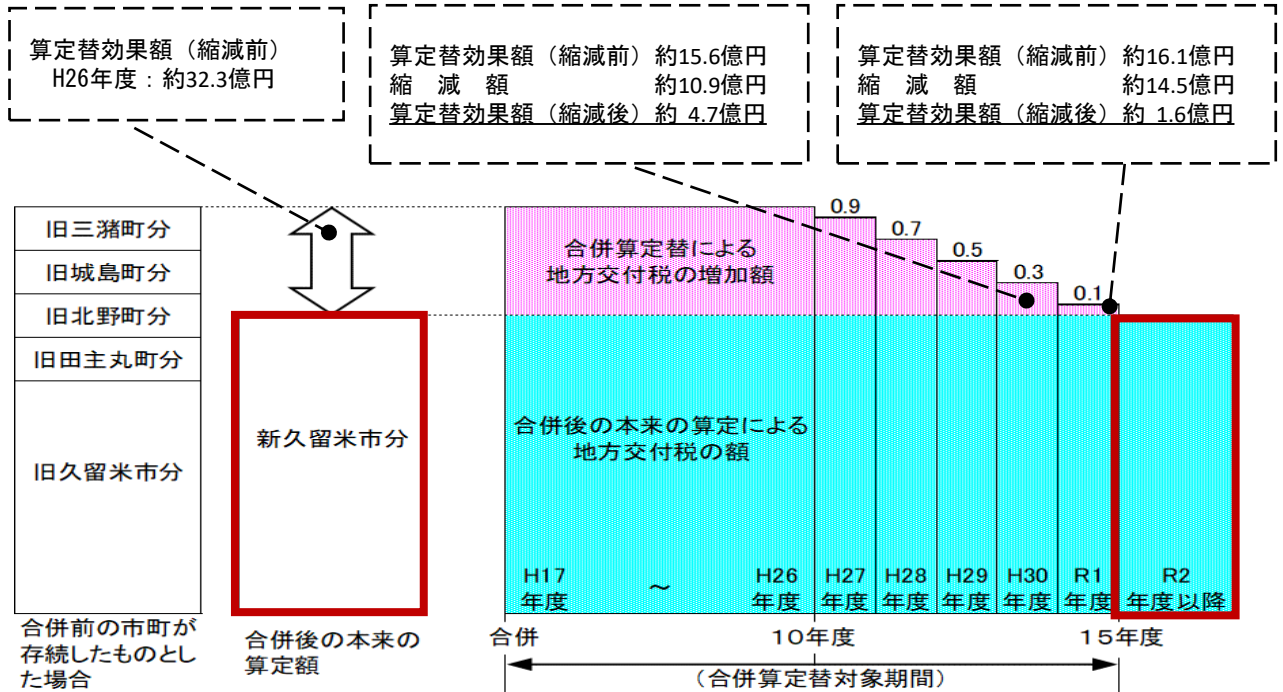 算定替効果額（縮減前）
H26年度：約32.3億円
算定替効果額（縮減前）約15.6億円
縮　減　額　約10.9億円
算定替効果額（縮減後）約 4.7億円
算定替効果額（縮減前）約16.1億円
縮　減　額　約14.5億円
算定替効果額（縮減後）約 1.6億円
旧三潴町分
旧城島町分
旧北野町分
旧田主丸町分
旧久留米市分
合併前の市町が
存続したものとし
た場合
新久留米市分
合併後の本来の
算定額
合併算定替による
地方交付税の増加額
0.9
0.7
0.5
0.3
0.1
合併後の本来の算定による
地方交付税の額
H17
年度
～
H26
年度
H27
年度
H28
年度
H29
年度
H30
年度
R1
年度
R2
年度以降
合併
10年度
15年度
（合併算定替対象期間）